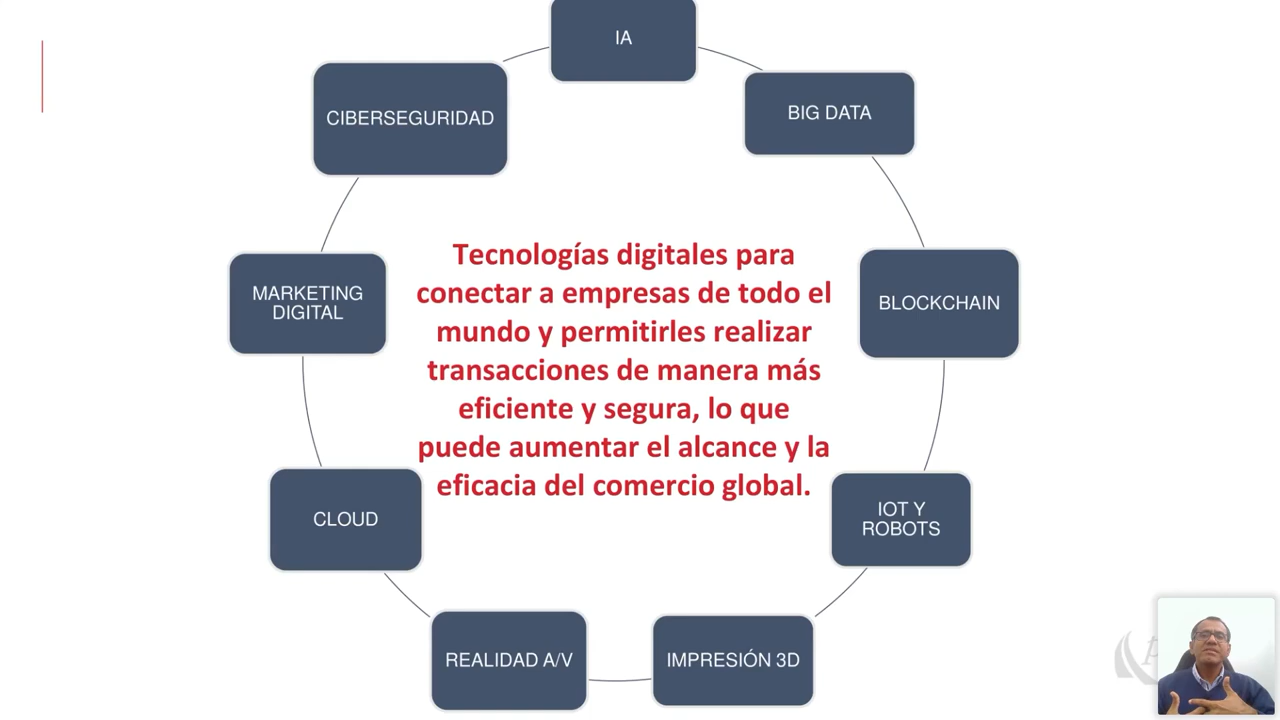 IA
BIG DATA
BLOCKCHAIN
IOT Y
ROBOTS
IMPRESIÓN 3D
REALIDAD A/V
CLOUD
MARKETING
DIGITAL
CIBERSEGURIDAD
Tecnologías digitales para
conectar a empresas de todo el
mundo y permitirles realizar
transacciones de manera más
eficiente y segura, lo que
puede aumentar el alcance y la
eficacia del comercio global.